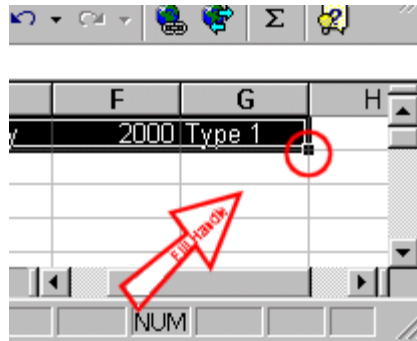 Σ
F G H
y 2000 Type 1
Fill Handle
NUM